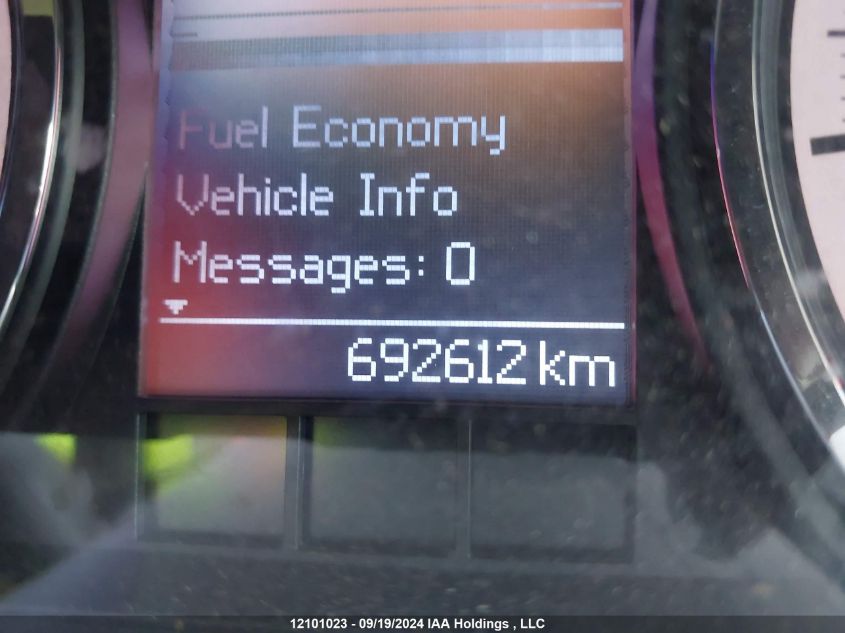 Fuel Economy
Vehicle Info
Messages: 0
692612 km
12101023 - 09/19/2024 IAA Holdings , LLC